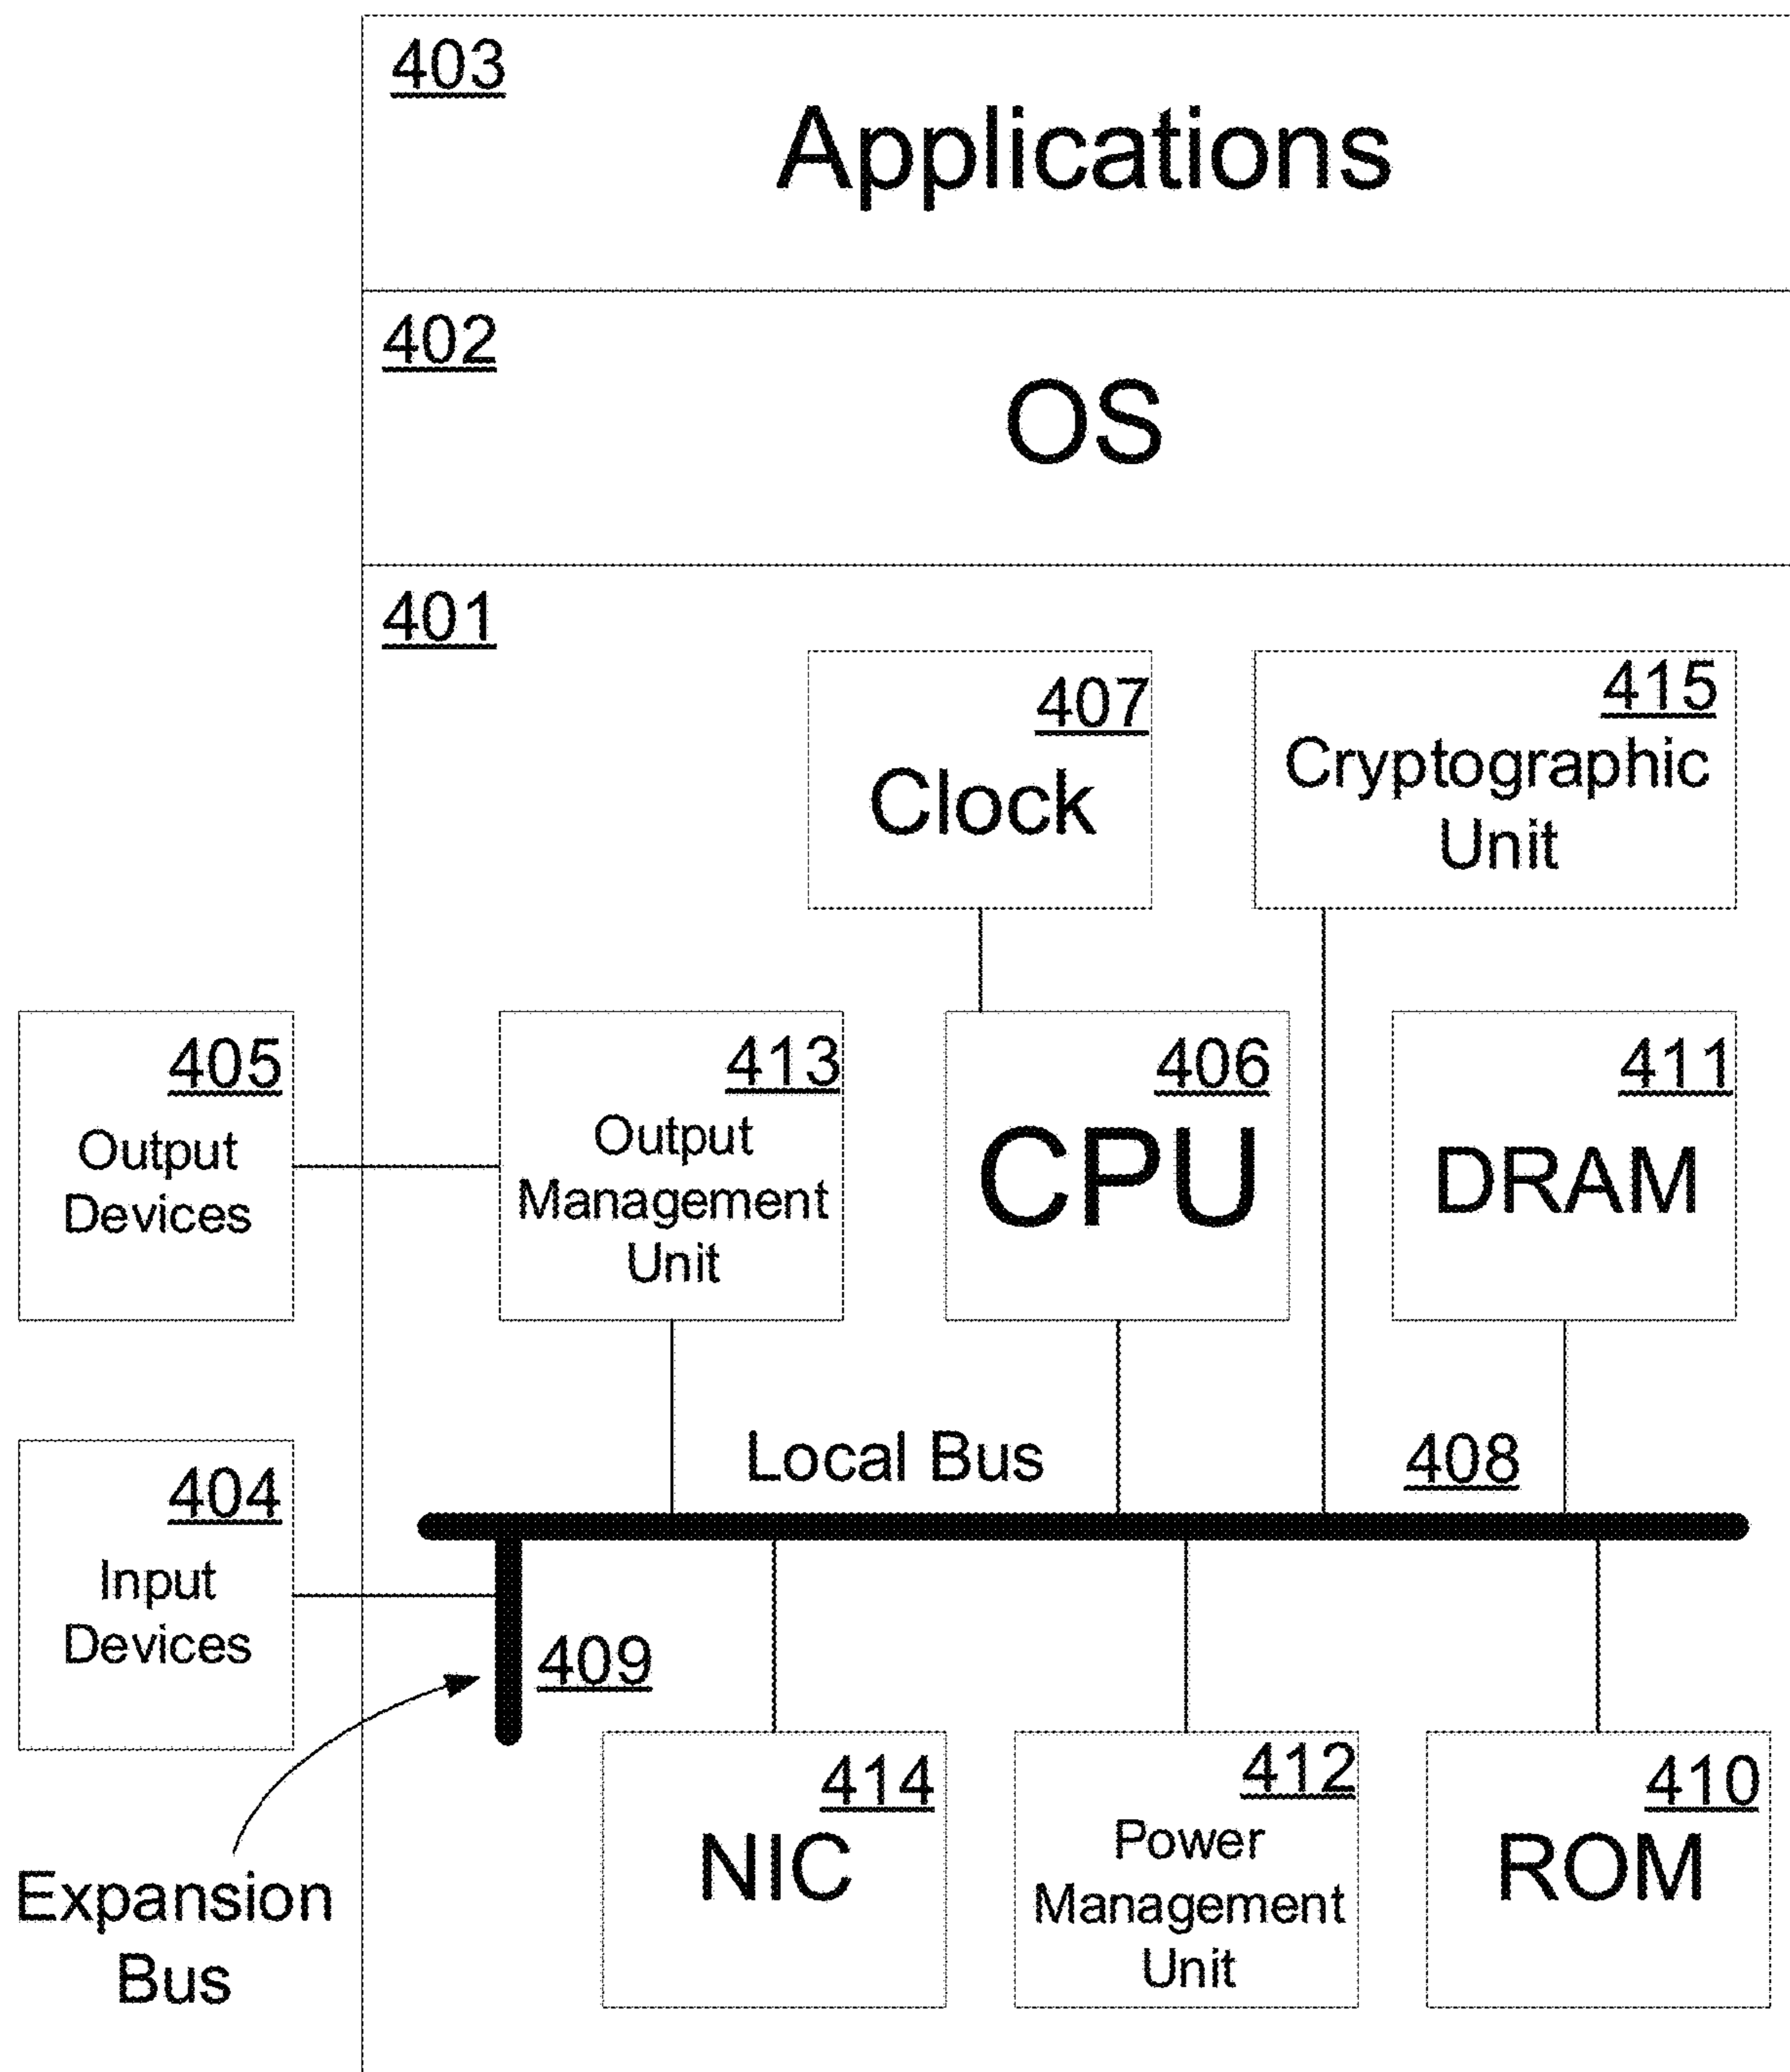 403
Applications
402
OS
401
407
Clock
415
Cryptographic
Unit
405
Output
Devices
413
Output
Management
Unit
406
CPU
411
DRAM
Local Bus
408
404
Input
Devices
409
Expansion
Bus
414
NIC
412
Power
Management
Unit
410
ROM